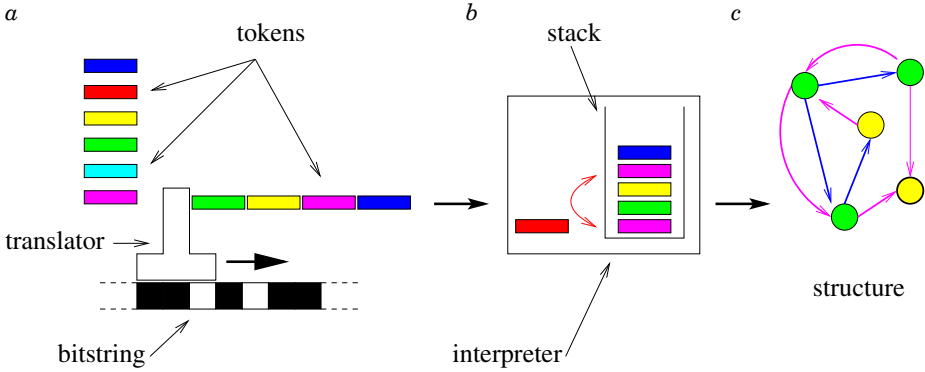 a
b
c
tokens
stack
translator
bitstring
interpreter
structure